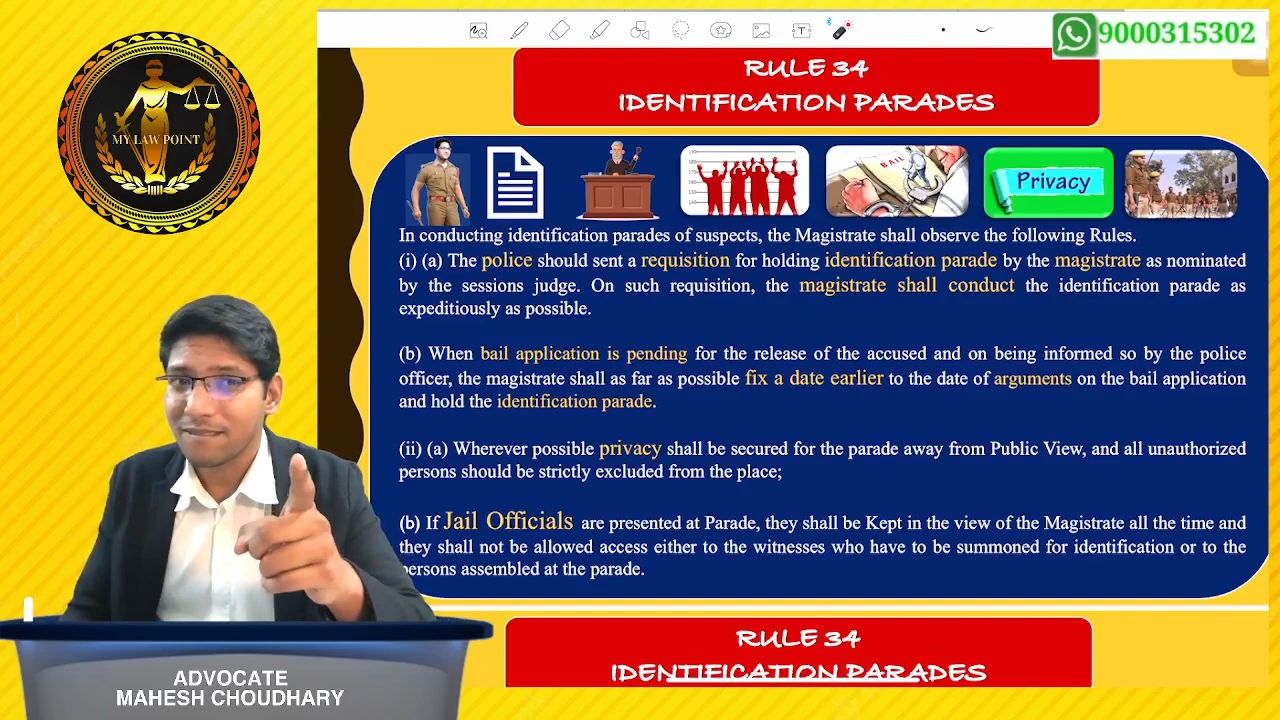 9000315302
MY LAW POINT
RULE 34
IDENTIFICATION PARADES
BAIL
Privacy
In conducting identification parades of suspects, the Magistrate shall observe the following Rules.
(i) (a) The police should sent a requisition for holding identification parade by the magistrate as nominated
by the sessions judge. On such requisition, the magistrate shall conduct the identification parade as
expeditiously as possible.
(b) When bail application is pending for the release of the accused and on being informed so by the police
officer, the magistrate shall as far as possible fix a date earlier to the date of arguments on the bail application
and hold the identification parade.
(ii) (a) Wherever possible privacy shall be secured for the parade away from Public View, and all unauthorized
persons should be strictly excluded from the place;
(b) If Jail Officials are presented at Parade, they shall be Kept in the view of the Magistrate all the time and
they shall not be allowed access either to the witnesses who have to be summoned for identification or to the
persons assembled at the parade.
RULE 34
IDENTIFICATION PARADES
ADVOCATE
MAHESH CHOUDHARY